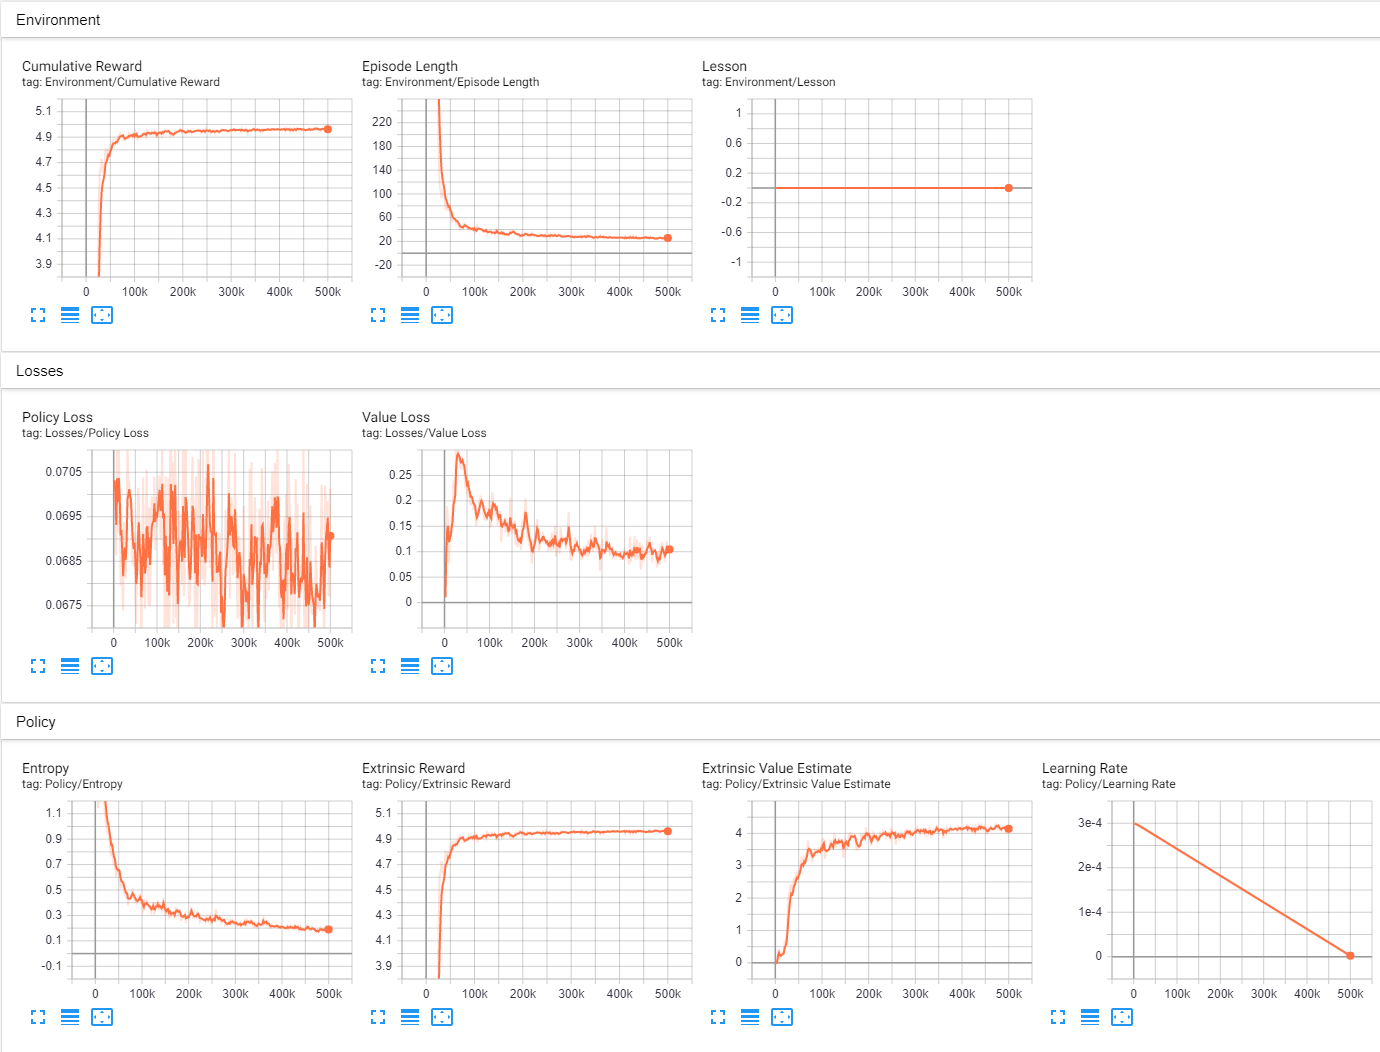 Environment
Cumulative Reward
tag: Environment/Cumulative Reward
5.1
4.9
4.7
4.5
4.3
4.1
3.9
0 100k 200k 300k 400k 500k
Episode Length
tag: Environment/Episode Length
220
180
140
100
60
20
-20
0 100k 200k 300k 400k 500k
Lesson
tag: Environment/Lesson
1
0.6
0.2
-0.2
-0.6
-1
0 100k 200k 300k 400k 500k
Losses
Policy Loss
tag: Losses/Policy Loss
0.0705
0.0695
0.0685
0.0675
0 100k 200k 300k 400k 500k
Value Loss
tag: Losses/Value Loss
0.25
0.2
0.15
0.1
0.05
0
0 100k 200k 300k 400k 500k
Policy
Entropy
tag: Policy/Entropy
1.1
0.9
0.7
0.5
0.3
0.1
-0.1
0 100k 200k 300k 400k 500k
Extrinsic Reward
tag: Policy/Extrinsic Reward
5.1
4.9
4.7
4.5
4.3
4.1
3.9
0 100k 200k 300k 400k 500k
Extrinsic Value Estimate
tag: Policy/Extrinsic Value Estimate
4
3
2
1
0
0 100k 200k 300k 400k 500k
Learning Rate
tag: Policy/Learning Rate
3e-4
2e-4
1e-4
0
0 100k 200k 300k 400k 500k